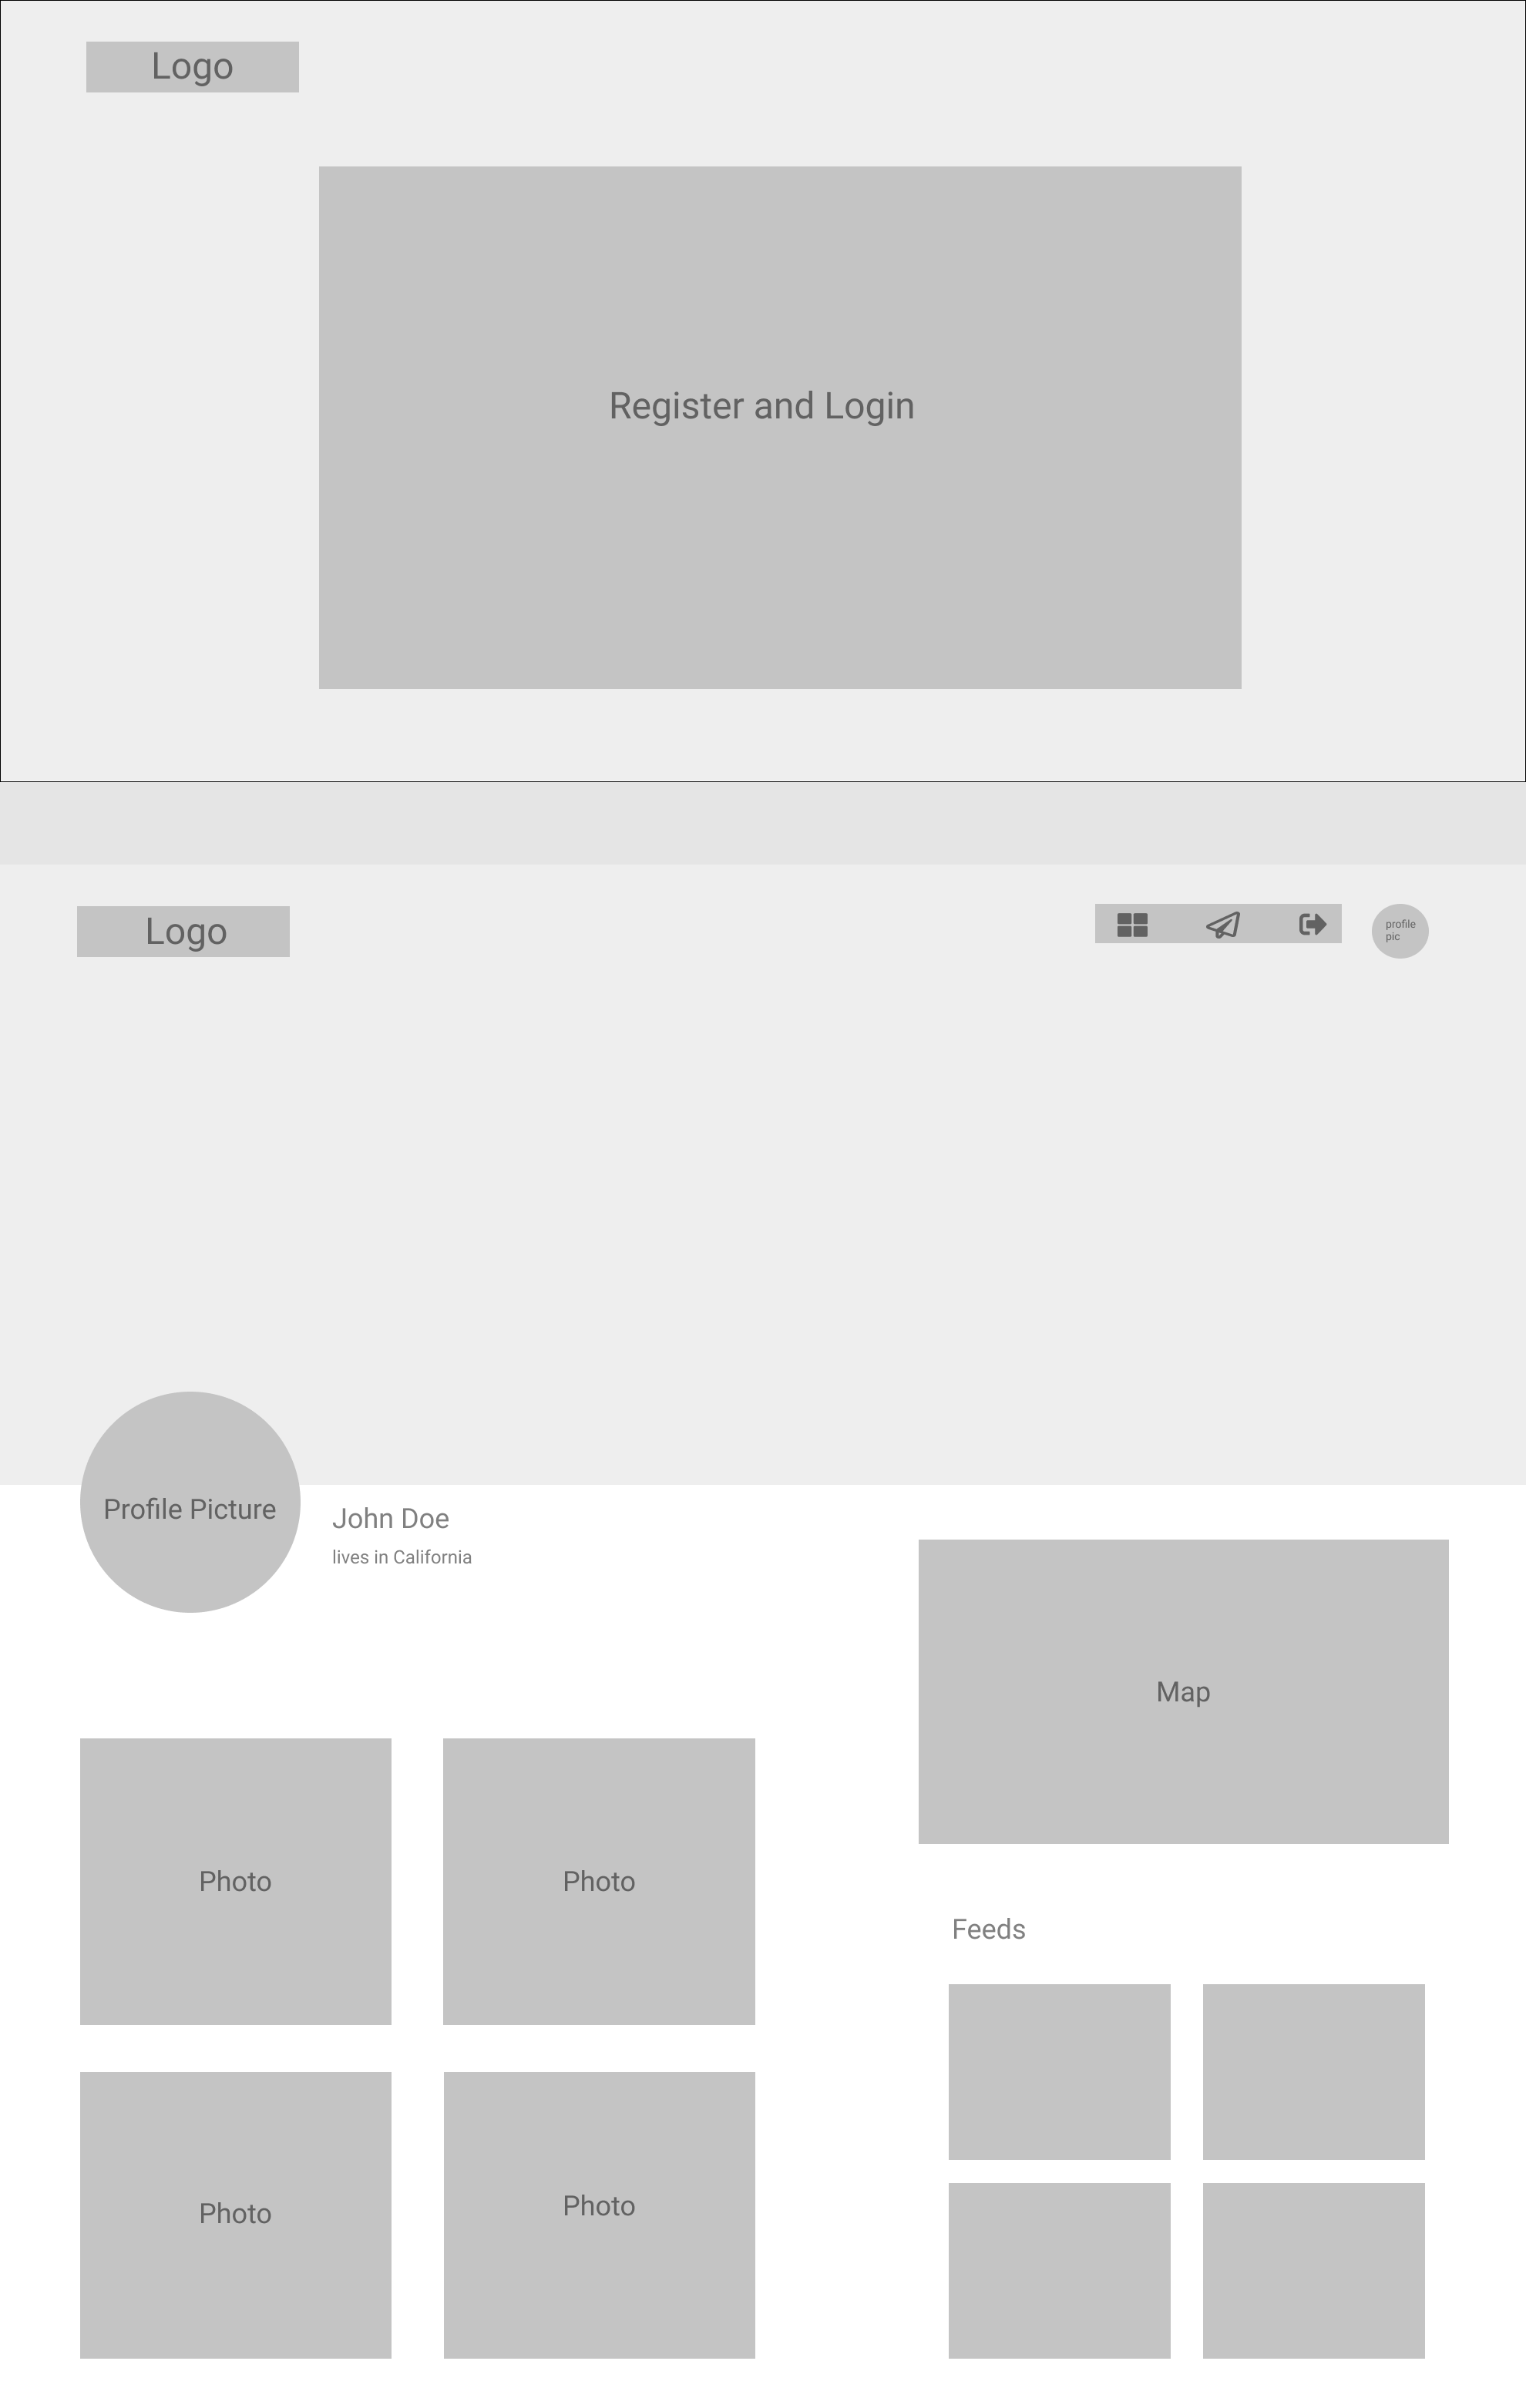 Logo
Register and Login
Logo
profile
pic
Profile Picture
John Doe
lives in California
Map
Photo
Photo
Feeds
Photo
Photo